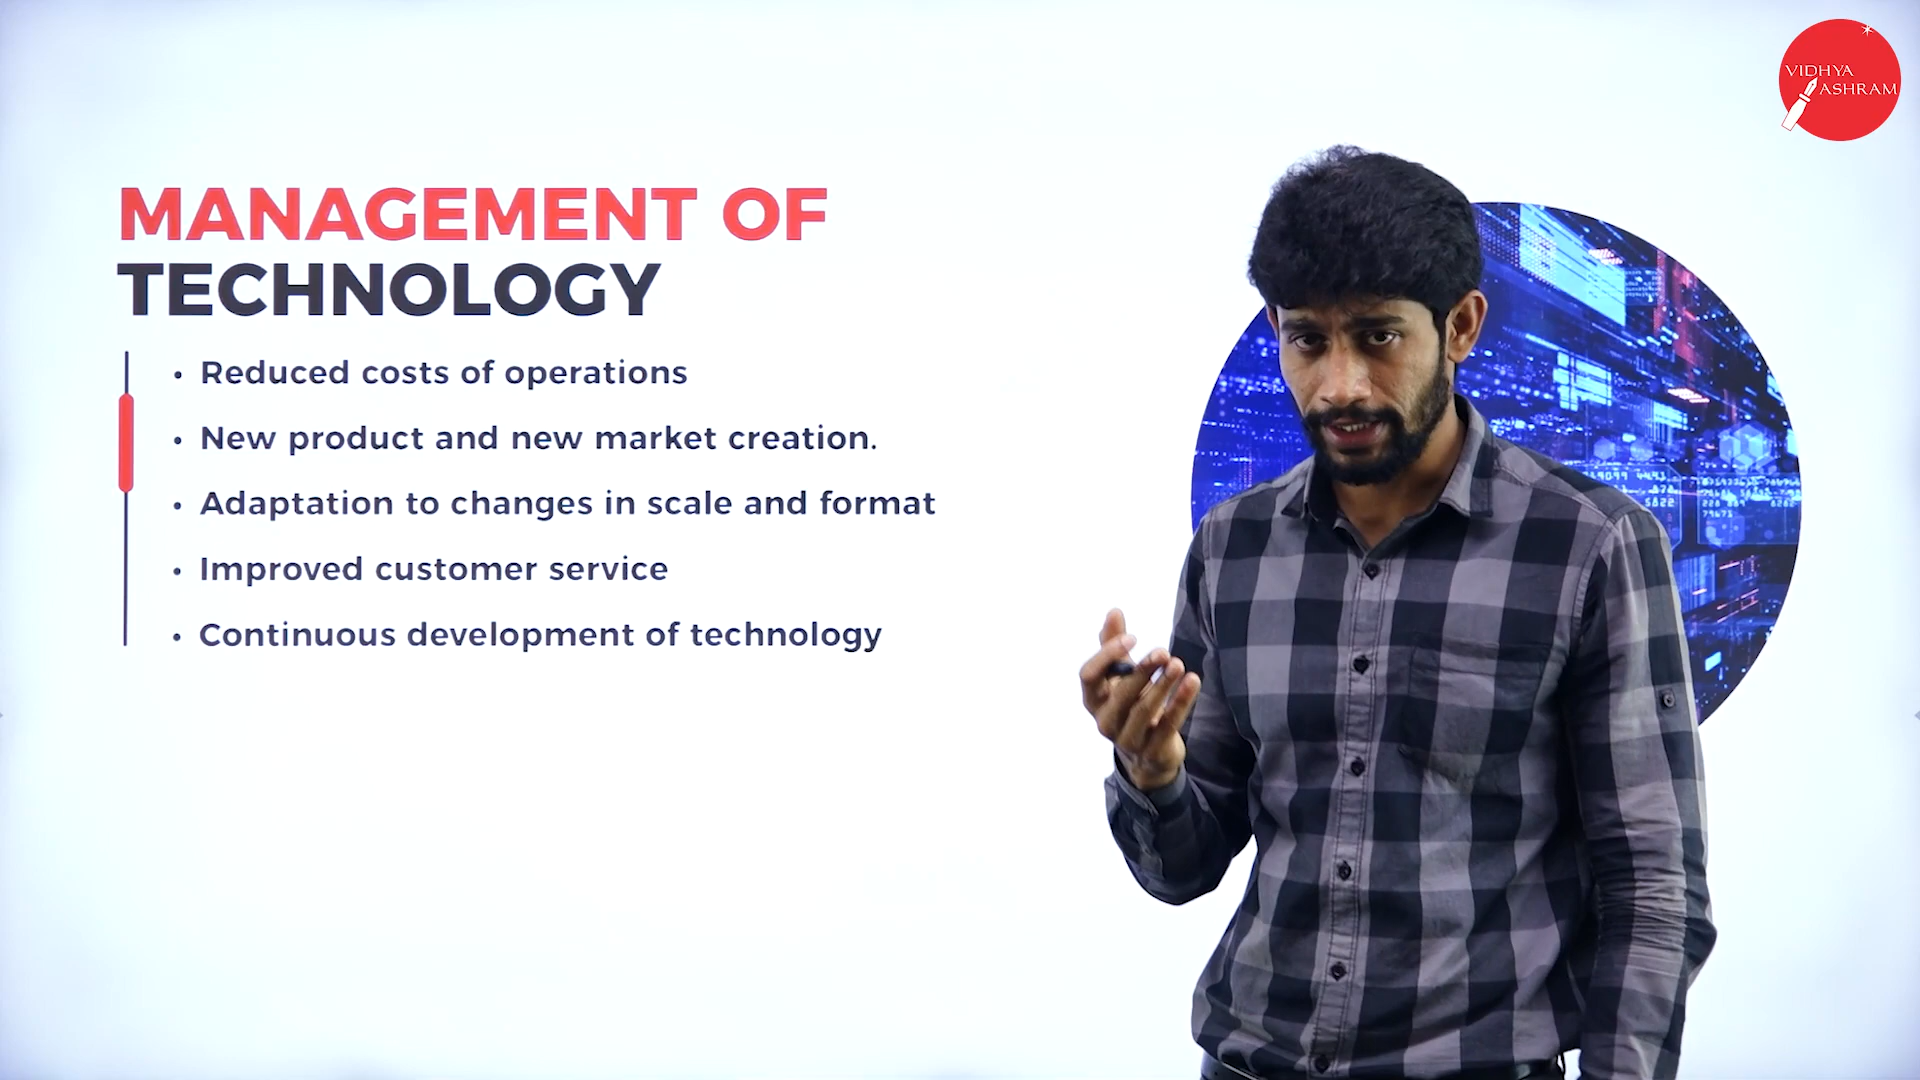 VIDHYA
ASHRAM
MANAGEMENT OF
TECHNOLOGY
• Reduced costs of operations
• New product and new market creation.
• Adaptation to changes in scale and format
• Improved customer service
• Continuous development of technology